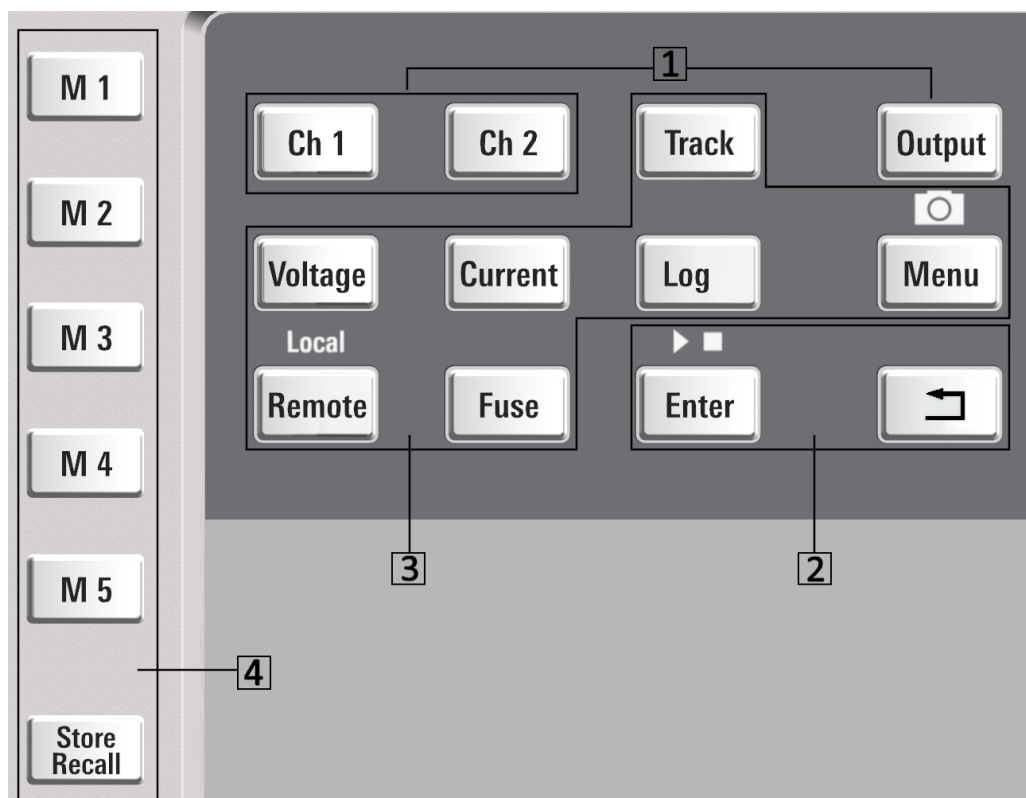 1
M 1
Ch 1
Ch 2
Track
Output
M 2
Voltage
Current
Log
Menu
M 3
Local
Remote
Fuse
Enter
M 4
3
2
M 5
4
Store
Recall